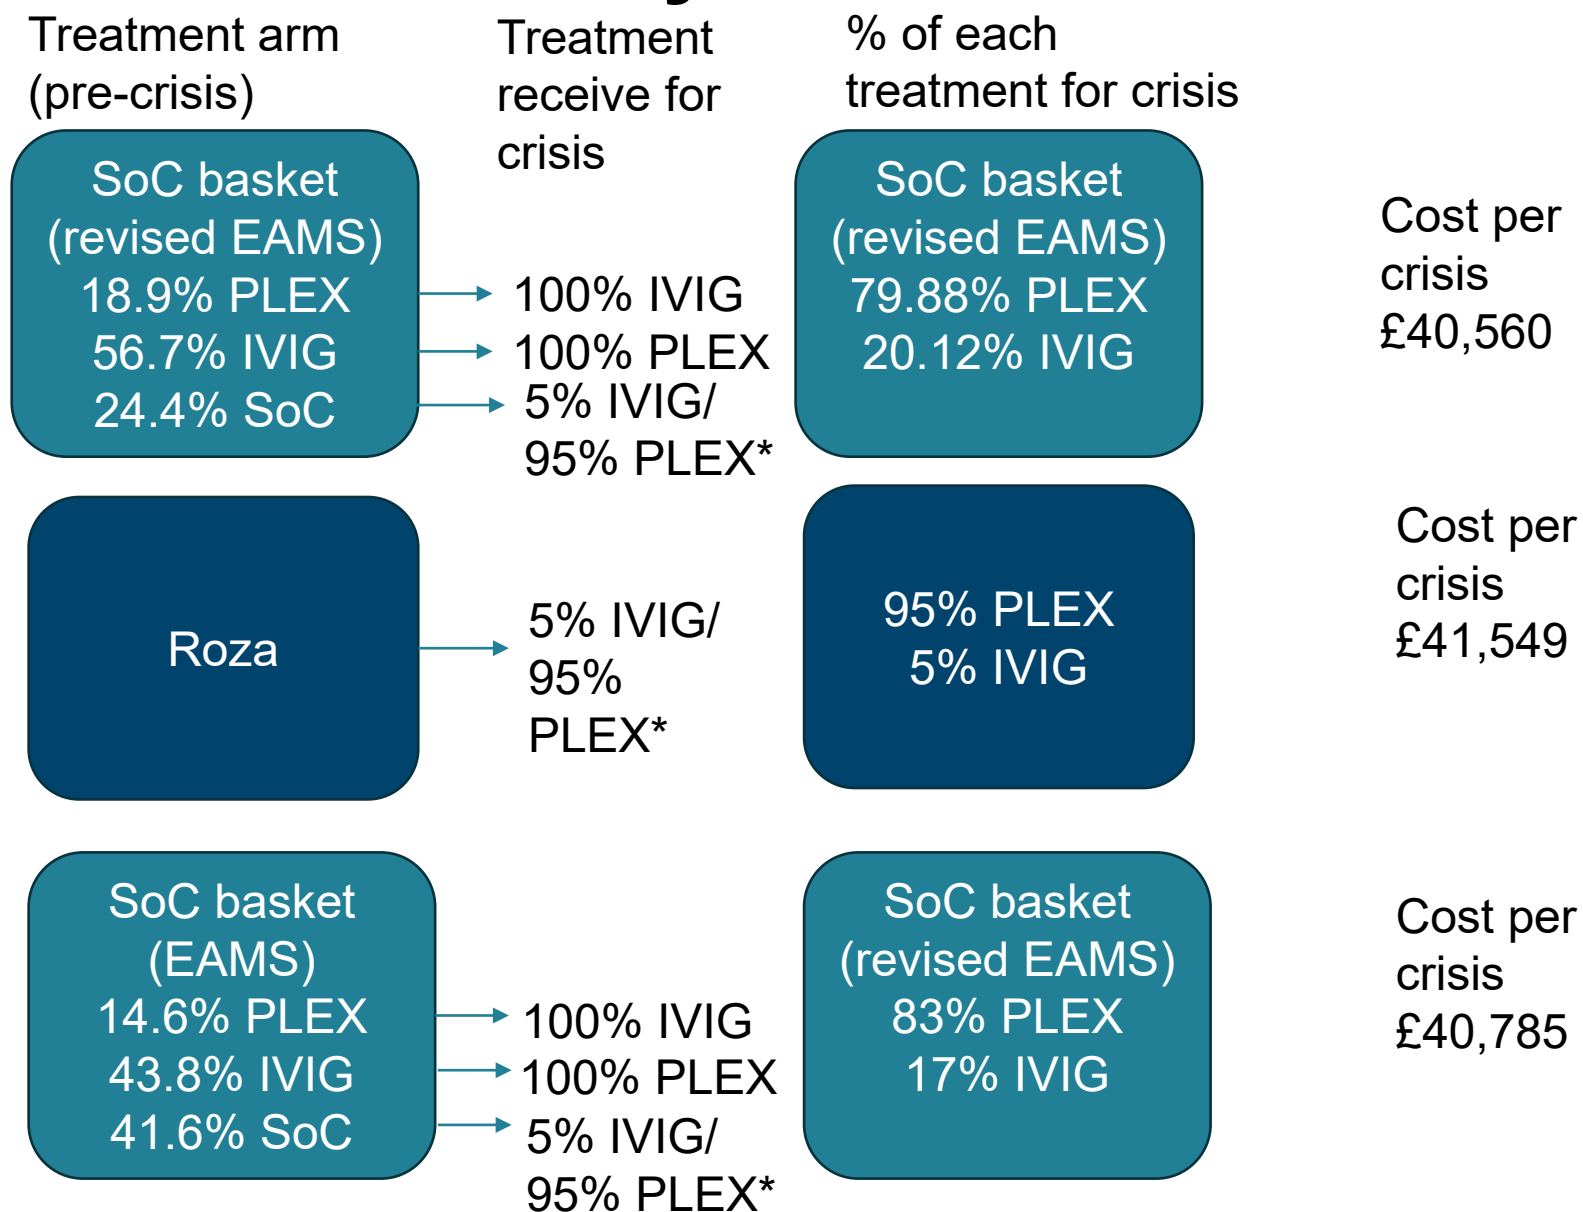 Treatment arm
(pre-crisis)
Treatment
receive for
crisis
% of each
treatment for crisis
SoC basket
(revised EAMS)
18.9% PLEX
56.7% IVIG
24.4% SoC
100% IVIG
100% PLEX
5% IVIG/
95% PLEX*
SoC basket
(revised EAMS)
79.88% PLEX
20.12% IVIG
Cost per
crisis
£40,560
Roza
5% IVIG/
95%
PLEX*
95% PLEX
5% IVIG
Cost per
crisis
£41,549
SoC basket
(EAMS)
14.6% PLEX
43.8% IVIG
41.6% SoC
100% IVIG
100% PLEX
5% IVIG/
95% PLEX*
SoC basket
(revised EAMS)
83% PLEX
17% IVIG
Cost per
crisis
£40,785